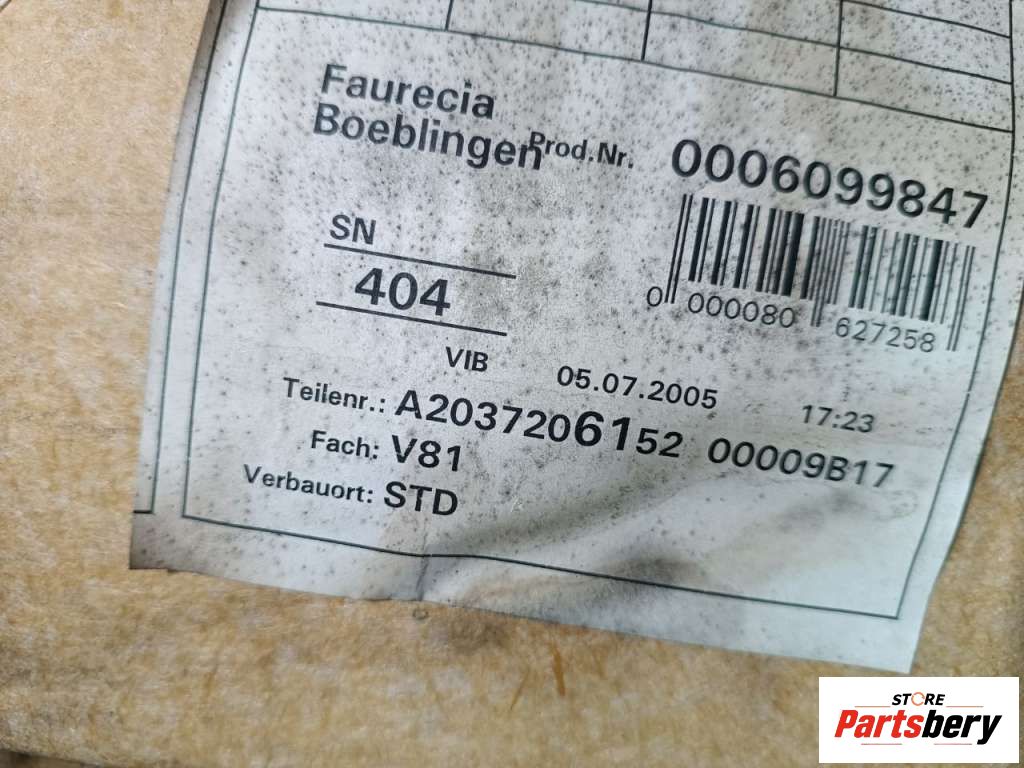 Faurecia
Boeblingen
Prod.Nr. 0006099847
0 000080 627258
SN
404
VIB 05.07.2005 17:23
Teilenr.: A2037206152 00009B17
Fach: V81
Verbauort: STD
STORE
Partsbery